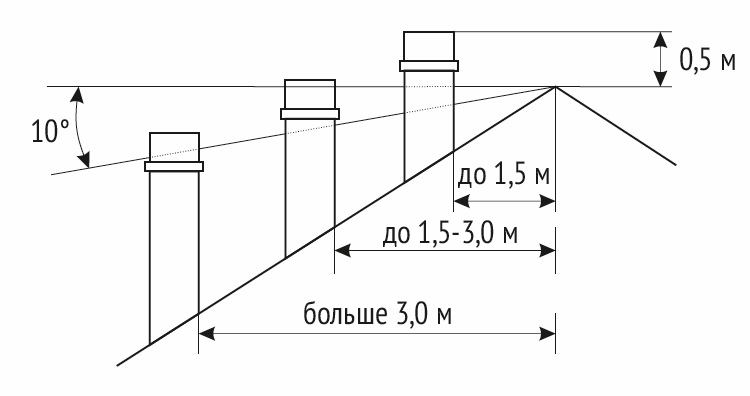 0,5 м
10°
до 1,5 м
до 1,5-3,0 м
больше 3,0 м